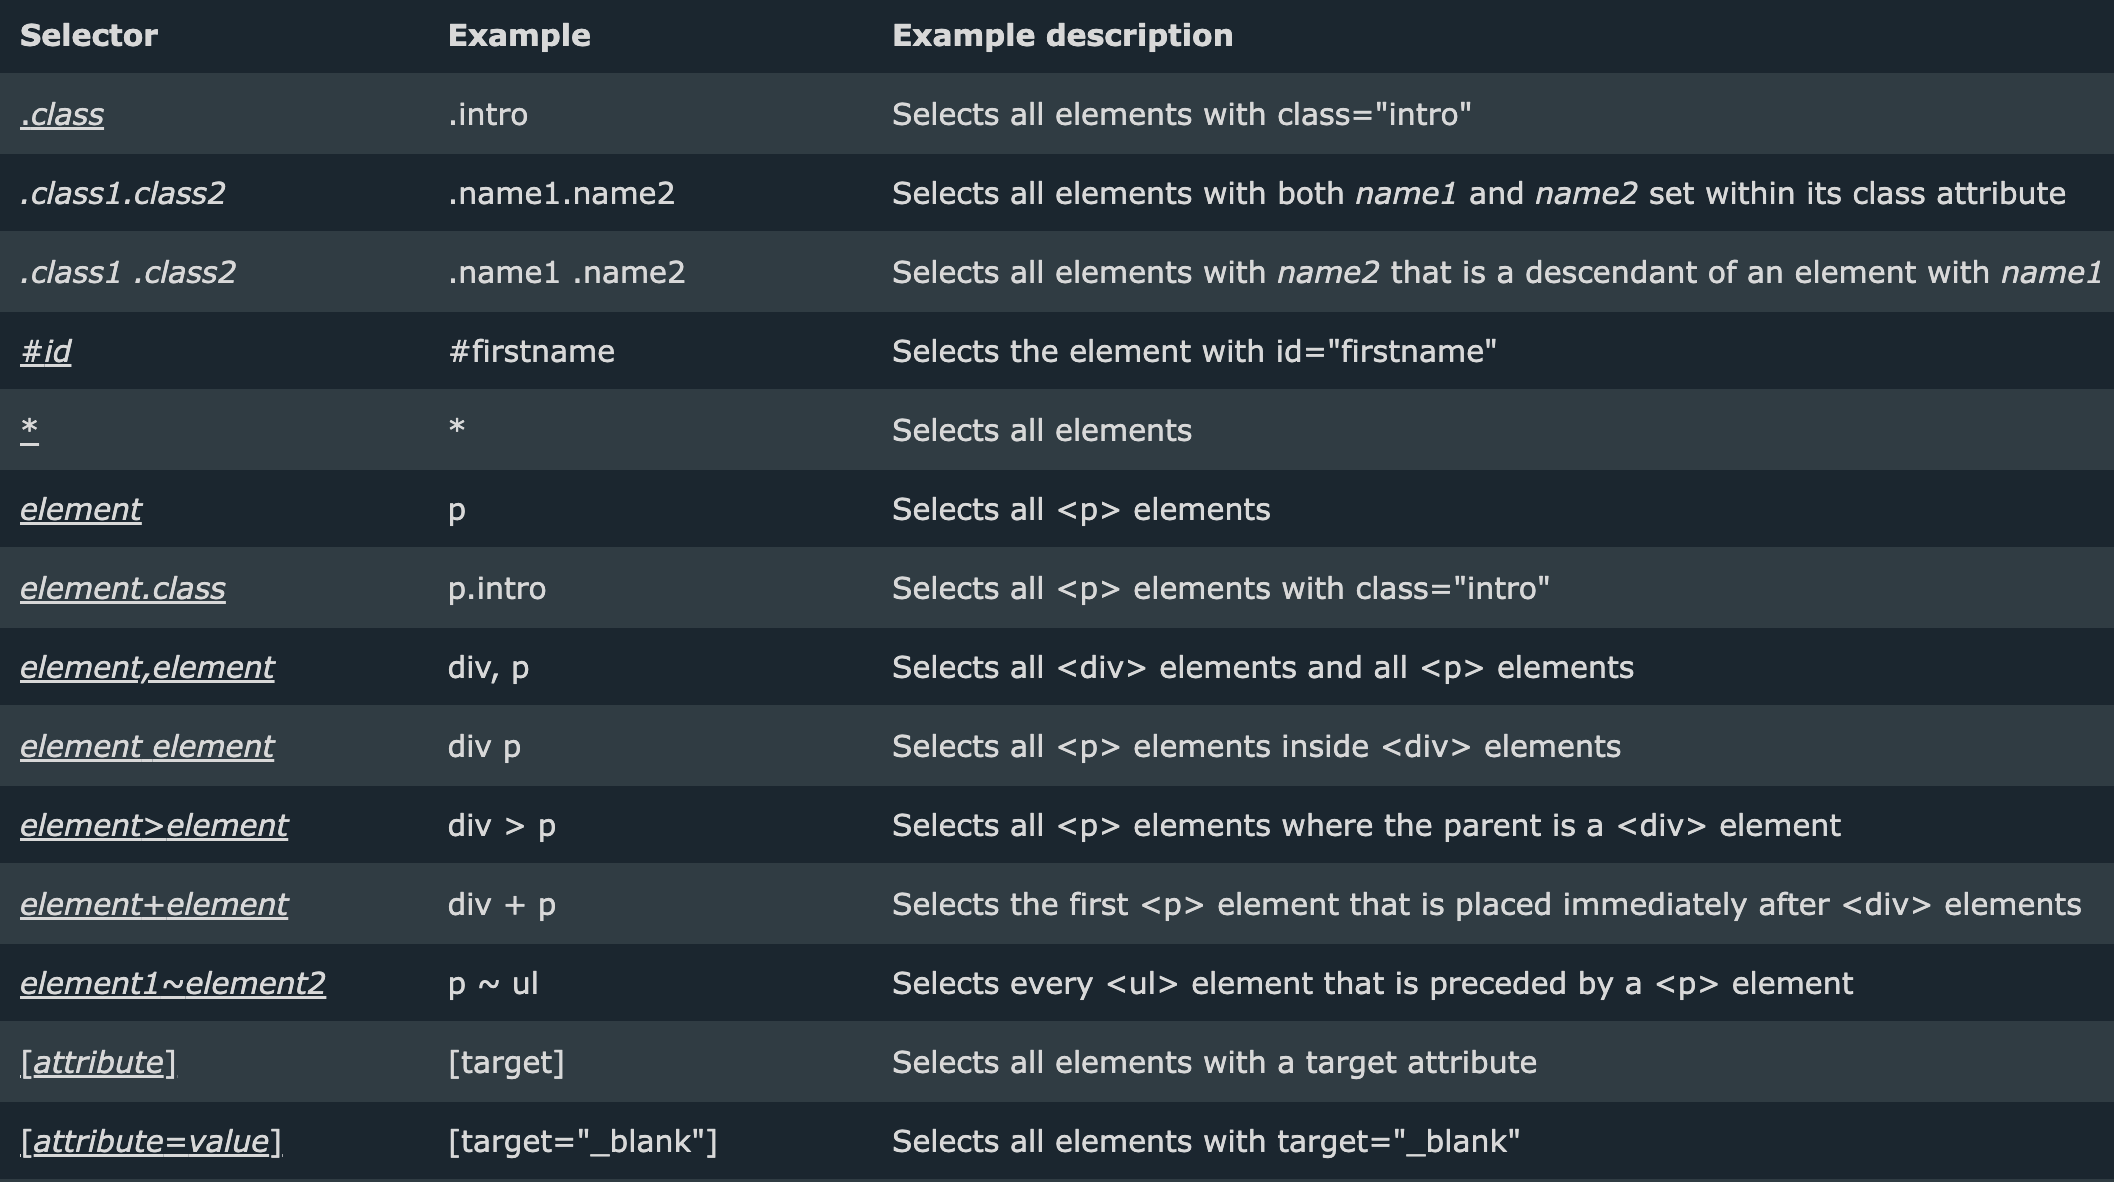 Selector Example Example description
.class .intro Selects all elements with class="intro"
.class1.class2 .name1.name2 Selects all elements with both name1 and name2 set within its class attribute
.class1 .class2 .name1 .name2 Selects all elements with name2 that is a descendant of an element with name1
#id #firstname Selects the element with id="firstname"
* * Selects all elements
element p Selects all <p> elements
element.class p.intro Selects all <p> elements with class="intro"
element,element div, p Selects all <div> elements and all <p> elements
element element div p Selects all <p> elements inside <div> elements
element>element div > p Selects all <p> elements where the parent is a <div> element
element+element div + p Selects the first <p> element that is placed immediately after <div> elements
element1~element2 p ~ ul Selects every <ul> element that is preceded by a <p> element
[attribute] [target] Selects all elements with a target attribute
[attribute=value] [target="_blank"] Selects all elements with target="_blank"